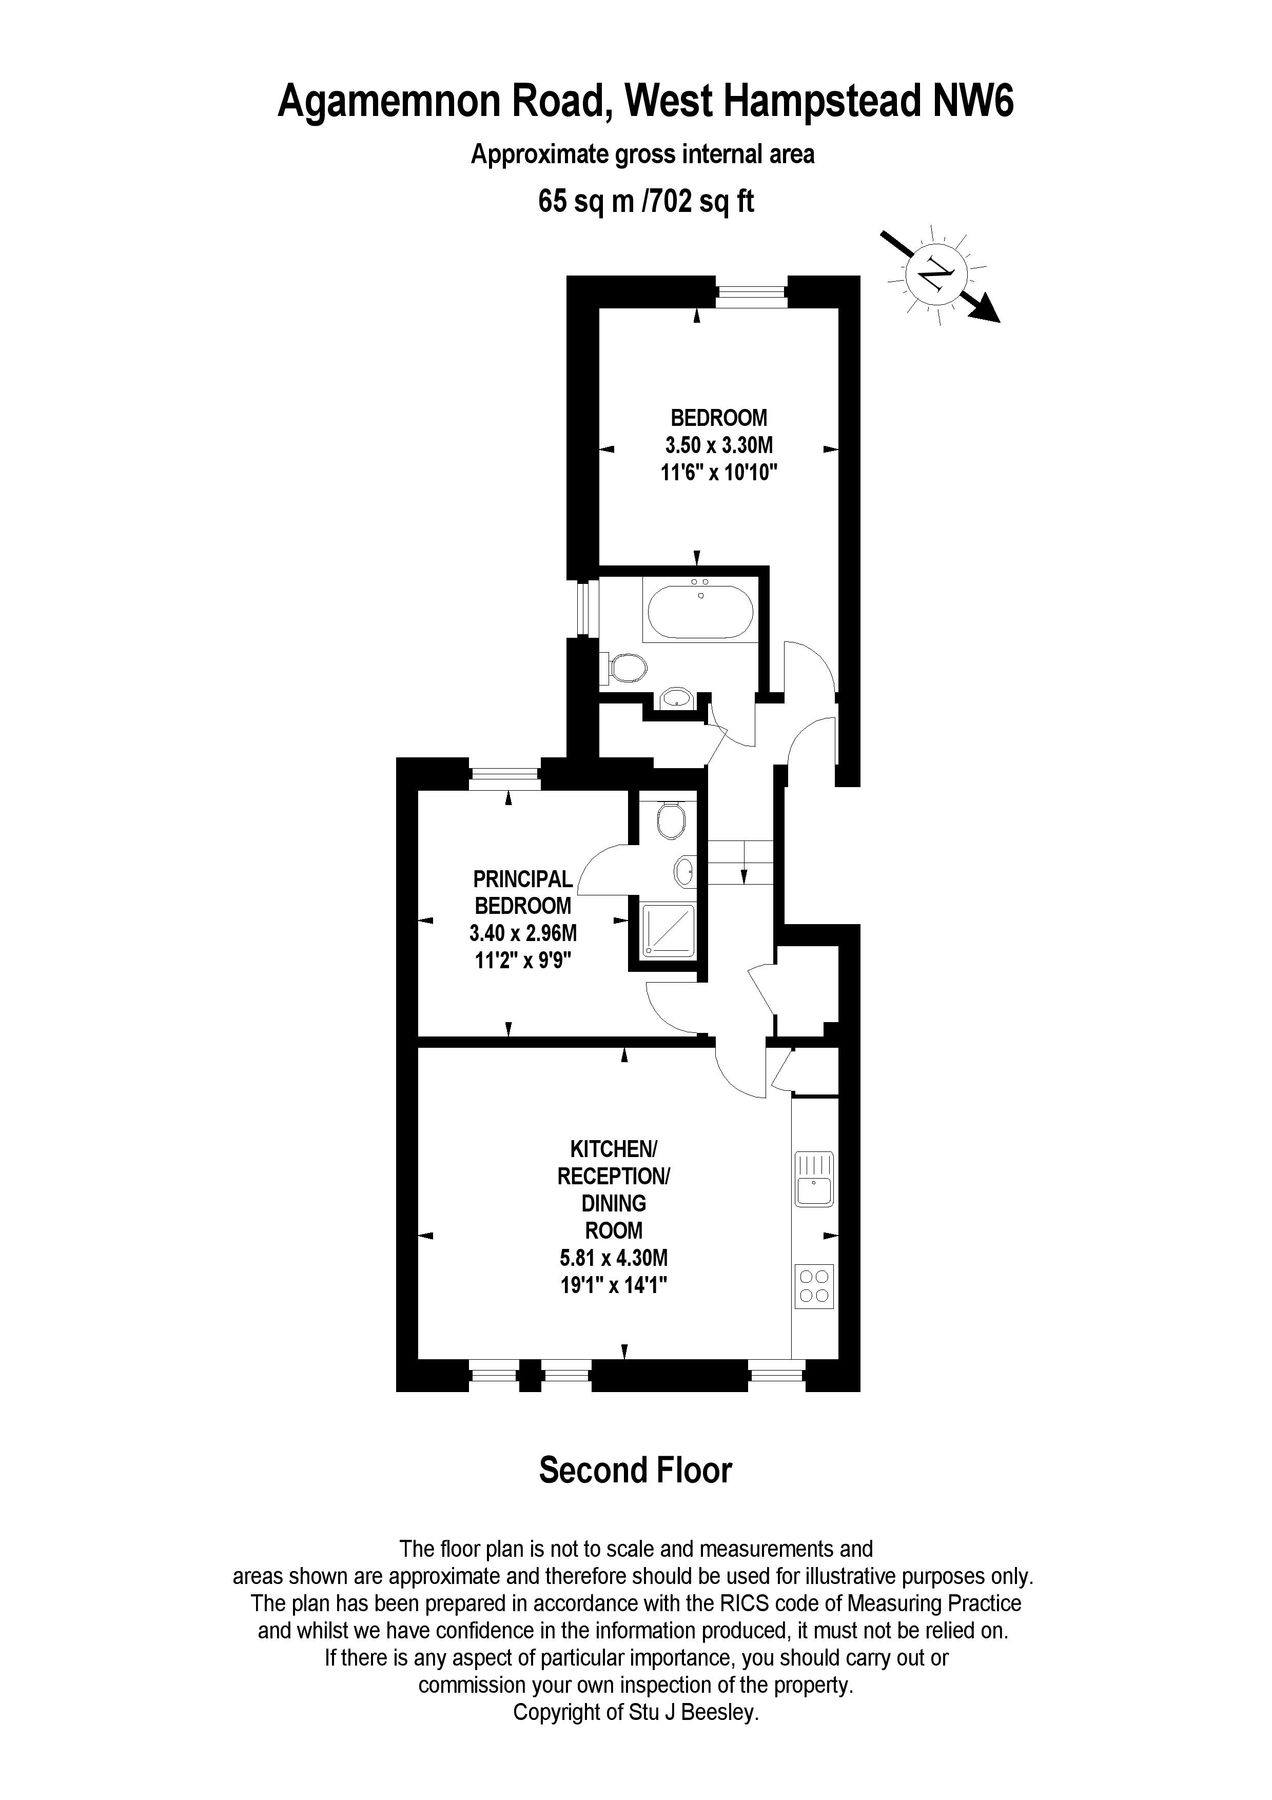 Agamemnon Road, West Hampstead NW6
Approximate gross internal area
65 sq m /702 sq ft
N
BEDROOM
3.50 x 3.30M
11'6" x 10'10"
PRINCIPAL
BEDROOM
3.40 x 2.96M
11'2" x 9'9"
KITCHEN/
RECEPTION/
DINING
ROOM
5.81 x 4.30M
19'1" x 14'1"
Second Floor
The floor plan is not to scale and measurements and
areas shown are approximate and therefore should be used for illustrative purposes only.
The plan has been prepared in accordance with the RICS code of Measuring Practice
and whilst we have confidence in the information produced, it must not be relied on.
If there is any aspect of particular importance, you should carry out or
commission your own inspection of the property.
Copyright of Stu J Beesley.